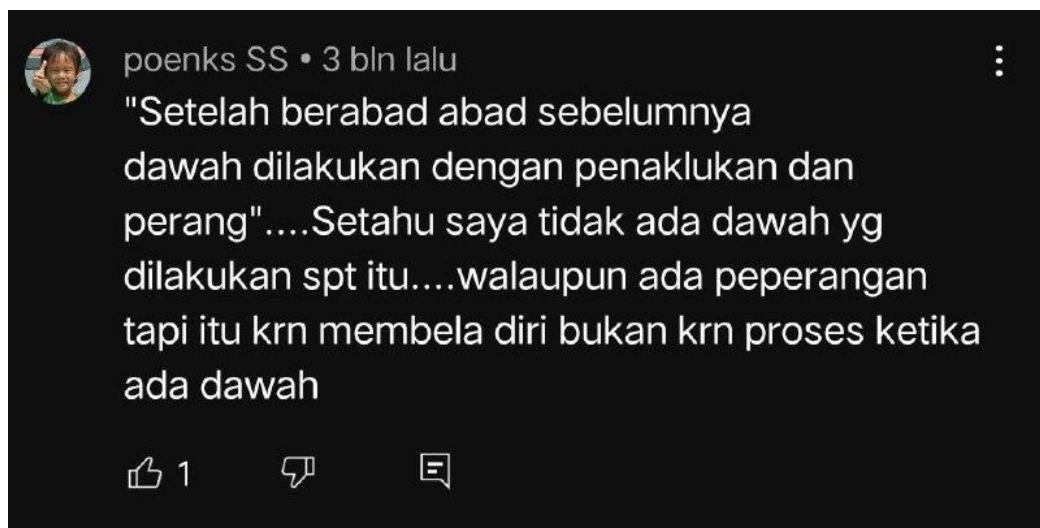 poenks SS • 3 bln lalu
"Setelah berabad abad sebelumnya
dawah dilakukan dengan penaklukan dan
perang"....Setahu saya tidak ada dawah yg
dilakukan spt itu....walaupun ada peperangan
tapi itu krn membela diri bukan krn proses ketika
ada dawah
1